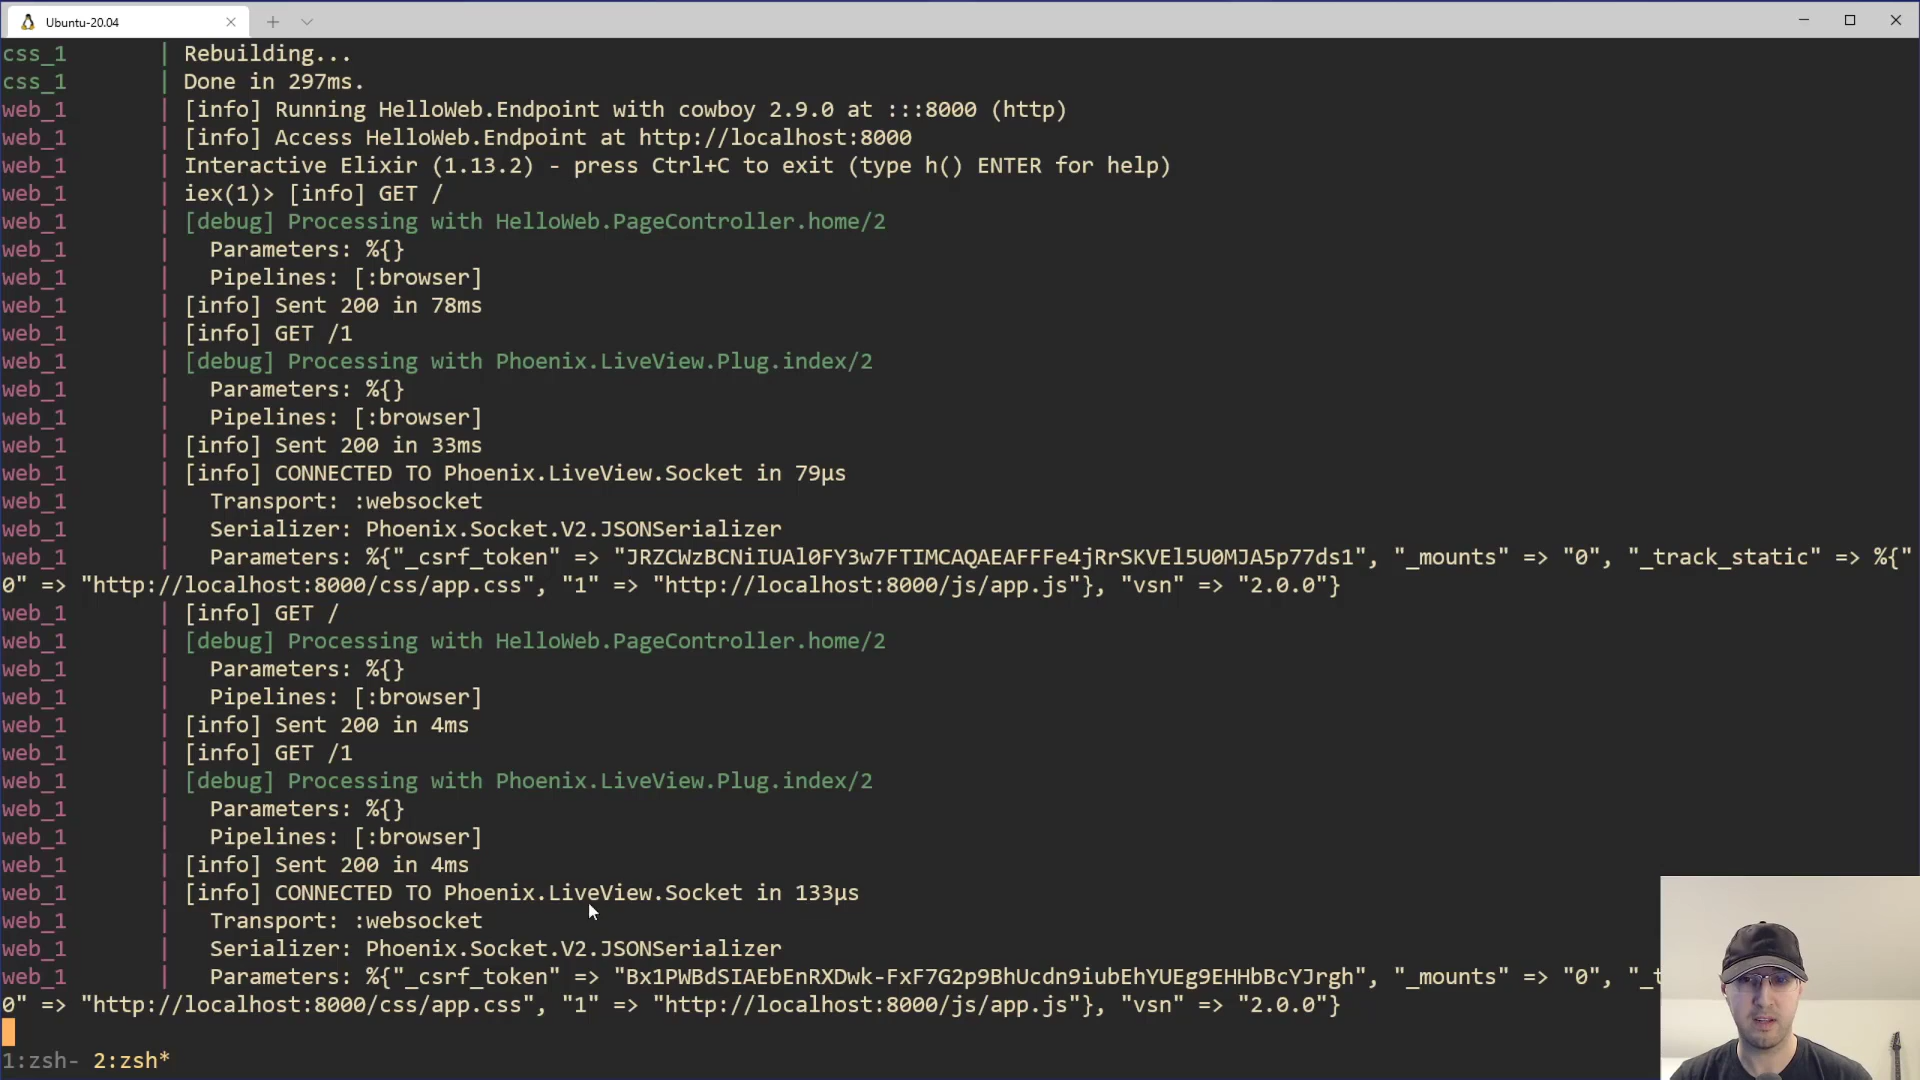 Ubuntu-20.04
css_1 | Rebuilding...
css_1 | Done in 297ms.
web_1 | [info] Running HelloWeb.Endpoint with cowboy 2.9.0 at :::8000 (http)
web_1 | [info] Access HelloWeb.Endpoint at http://localhost:8000
web_1 | Interactive Elixir (1.13.2) - press Ctrl+C to exit (type h() ENTER for help)
web_1 | iex(1)> [info] GET /
web_1 | [debug] Processing with HelloWeb.PageController.home/2
web_1 |   Parameters: %{}
web_1 |   Pipelines: [:browser]
web_1 | [info] Sent 200 in 78ms
web_1 | [info] GET /1
web_1 | [debug] Processing with Phoenix.LiveView.Plug.index/2
web_1 |   Parameters: %{}
web_1 |   Pipelines: [:browser]
web_1 | [info] Sent 200 in 33ms
web_1 | [info] CONNECTED TO Phoenix.LiveView.Socket in 79µs
web_1 |   Transport: :websocket
web_1 |   Serializer: Phoenix.Socket.V2.JSONSerializer
web_1 |   Parameters: %{"_csrf_token" => "JRZCWzBCNiIUAl0FY3w7FTIMCAQAEAFFFe4jRrSKVEl5U0MJA5p77ds1", "_mounts" => "0", "_track_static" => %{"
0" => "http://localhost:8000/css/app.css", "1" => "http://localhost:8000/js/app.js"}, "vsn" => "2.0.0"}
web_1 | [info] GET /
web_1 | [debug] Processing with HelloWeb.PageController.home/2
web_1 |   Parameters: %{}
web_1 |   Pipelines: [:browser]
web_1 | [info] Sent 200 in 4ms
web_1 | [info] GET /1
web_1 | [debug] Processing with Phoenix.LiveView.Plug.index/2
web_1 |   Parameters: %{}
web_1 |   Pipelines: [:browser]
web_1 | [info] Sent 200 in 4ms
web_1 | [info] CONNECTED TO Phoenix.LiveView.Socket in 133µs
web_1 |   Transport: :websocket
web_1 |   Serializer: Phoenix.Socket.V2.JSONSerializer
web_1 |   Parameters: %{"_csrf_token" => "Bx1PWBdSIAEbEnRXDwk-FxF7G2p9BhUcdn9iubEhYUEg9EHHbBcYJrgh", "_mounts" => "0", "_t
0" => "http://localhost:8000/css/app.css", "1" => "http://localhost:8000/js/app.js"}, "vsn" => "2.0.0"}
1:zsh- 2:zsh*